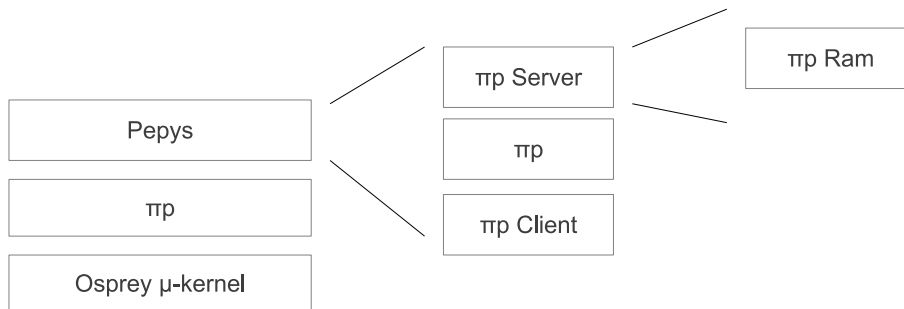 Pepys
πp
Osprey μ-kernel
πp Server
πp
πp Client
πp Ram